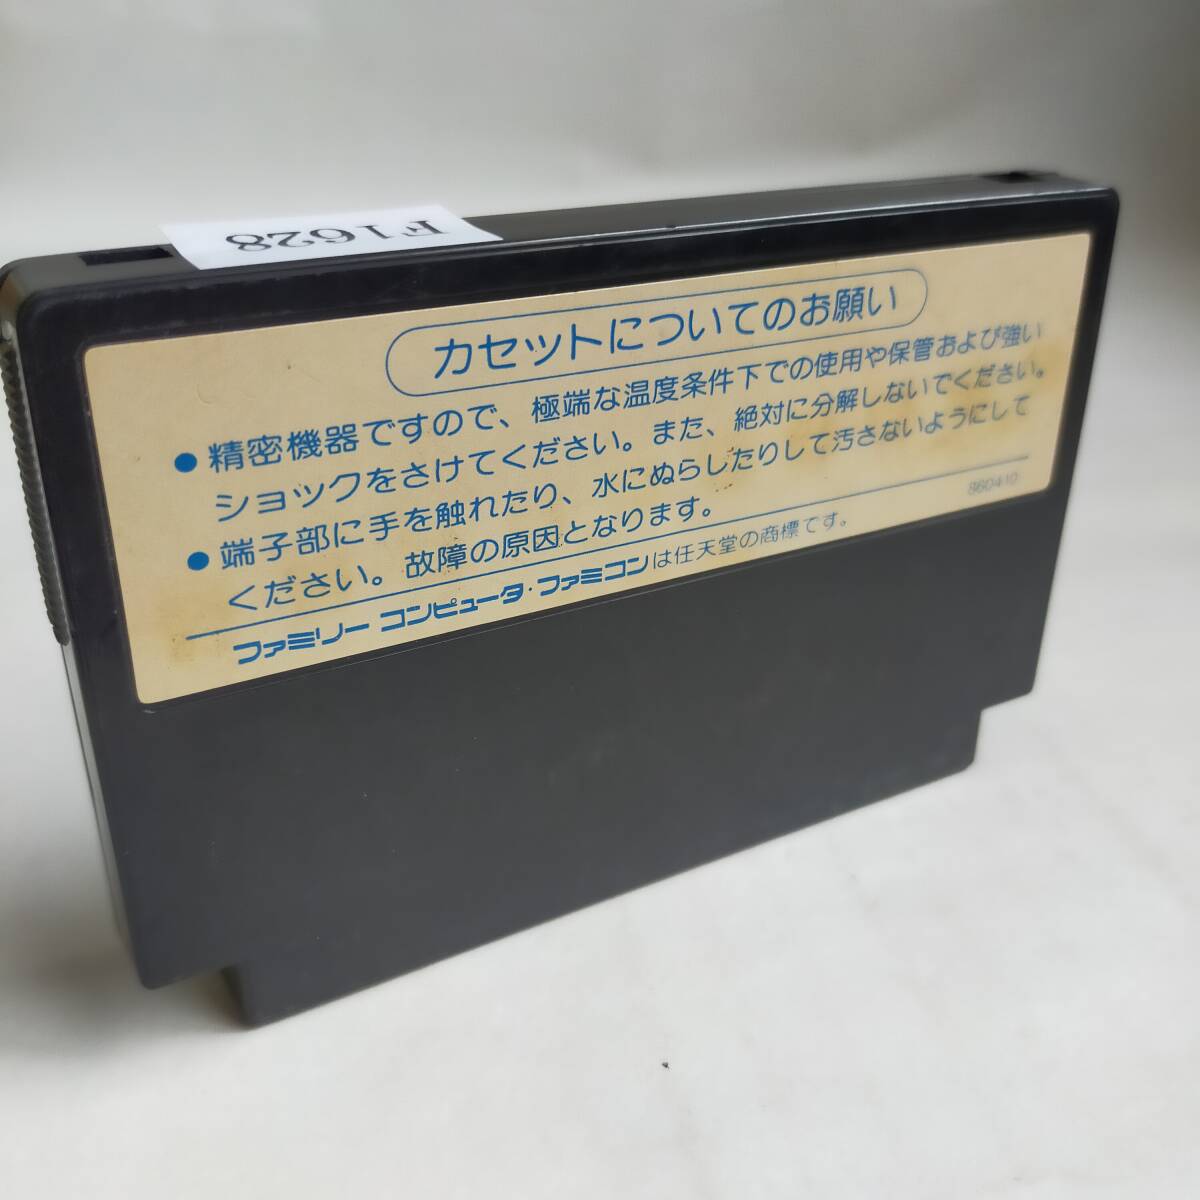 F1628
カセットについてのお願い
●精密機器ですので、極端な温度条件下での使用や保管および強い
ショックをさけてください。また、絶対に分解しないでください。
●端子部に手を触れたり、水にぬらしたりして汚さないようにして
ください。故障の原因となります。
860410
ファミリー コンピュータ・ファミコンは任天堂の商標です。